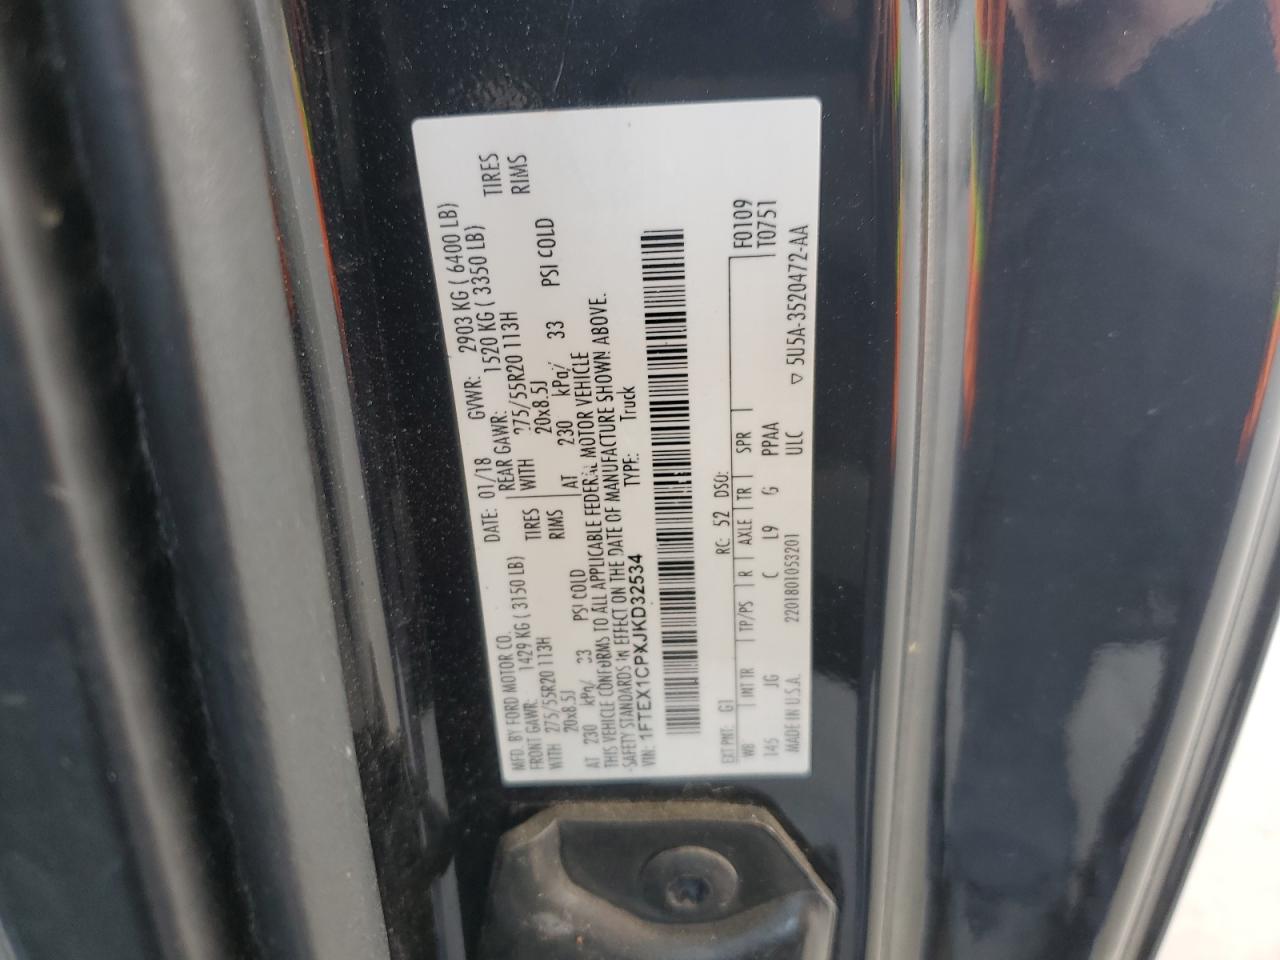 MFD. BY FORD MOTOR CO.
DATE: 01/18 GVWR: 2903 KG ( 6400 LB)
FRONT GAWR: 1429 KG ( 3150 LB) REAR GAWR: 1520 KG ( 3350 LB)
WITH 275/55R20 113H TIRES WITH 275/55R20 113H TIRES
20x8.5J RIMS 20x8.5J RIMS
AT 230 kPa/ 33 PSI COLD AT 230 kPa/ 33 PSI COLD
THIS VEHICLE CONFORMS TO ALL APPLICABLE FEDERAL MOTOR VEHICLE
SAFETY STANDARDS IN EFFECT ON THE DATE OF MANUFACTURE SHOWN ABOVE.
VIN: 1FTEX1CPXJKD32534 TYPE: Truck
EXT PNT: G1 RC: 52 DSO: F0109
WB INT TR TP/PS R AXLE TR SPR T0751
145 JG C L9 G PPAA
MADE IN U.S.A. 2201801053201 ULC ▽ 5U5A-3520472-AA